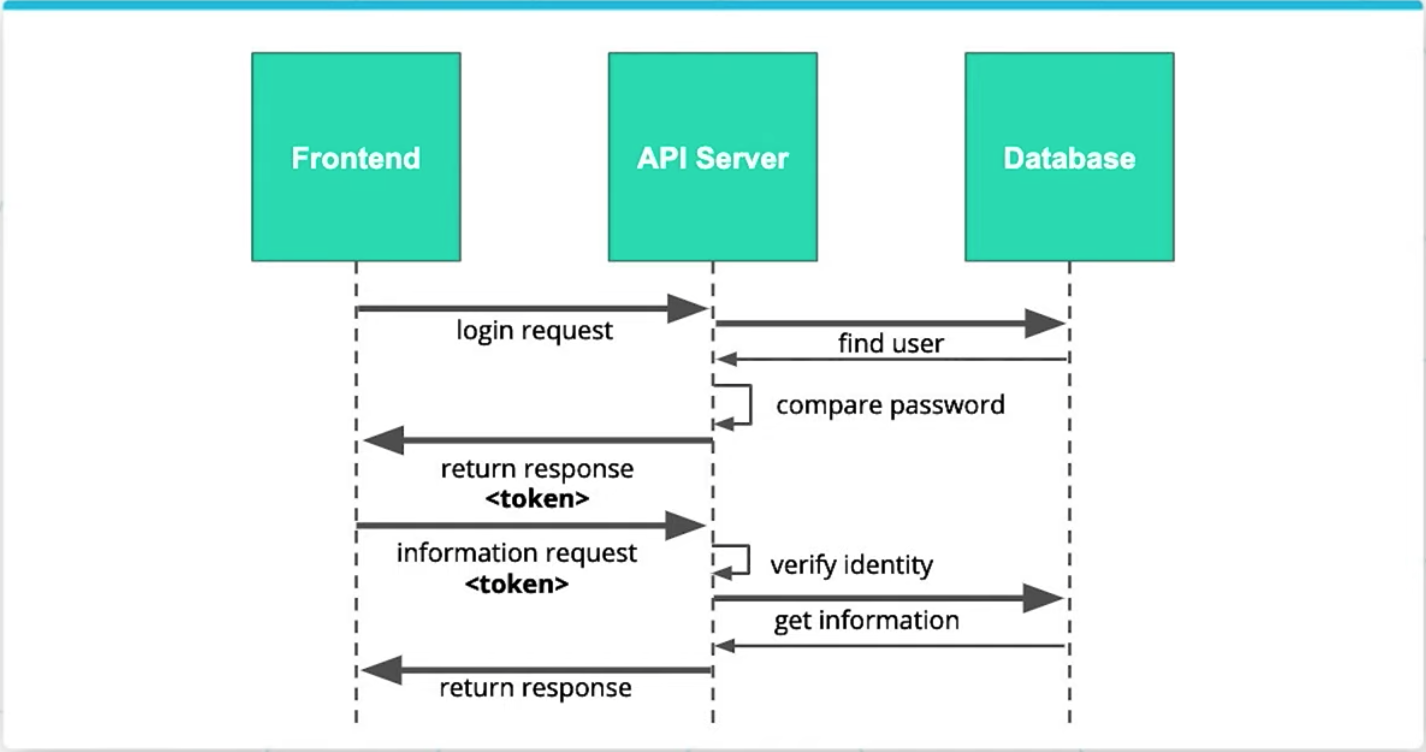 Frontend
API Server
Database
login request
find user
compare password
return response
<token>
information request
<token>
verify identity
get information
return response